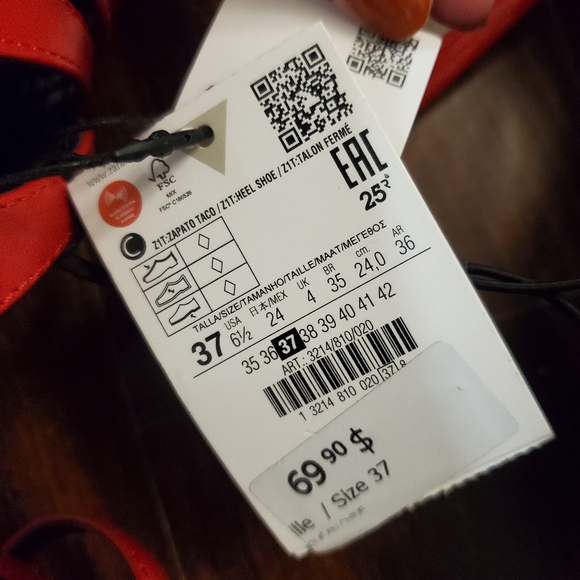 FSC
MIX
Z1T:ZAPATO TACO / Z1T:HEEL SHOE / Z1T:TALON FERMÉ
EAC
TALLA/SIZE/TAMANHO/TAILLE/MAAT/ΜΕΓΕΘΟΣ
USA 日本/MEX UK BR cm. AR
37 6½ 24 4 35 24,0 36
35 36 37 38 39 40 41 42
ART.: 3214/810/020
1 3214 810 020 37 8
69 90 $
/ Size 37